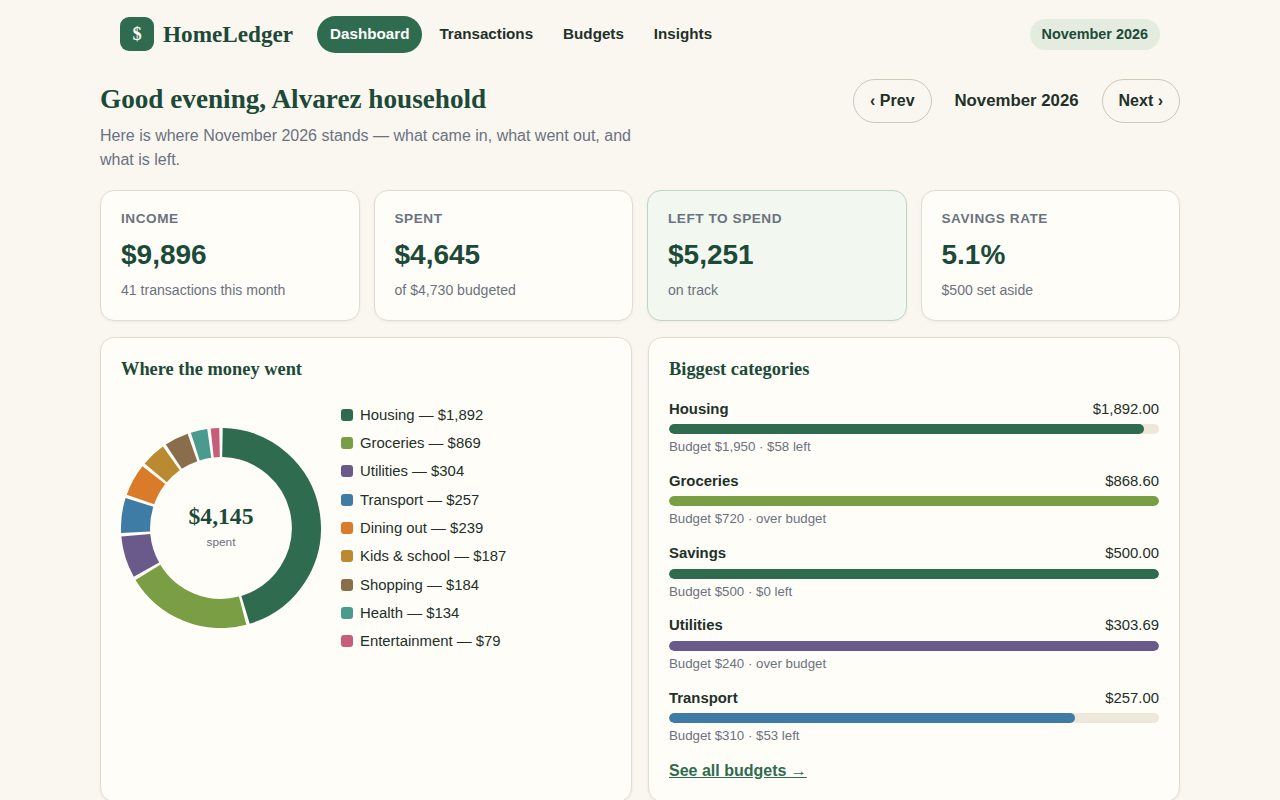 $ HomeLedger Dashboard Transactions Budgets Insights November 2026
Good evening, Alvarez household
‹ Prev November 2026 Next ›
Here is where November 2026 stands — what came in, what went out, and
what is left.
INCOME
$9,896
41 transactions this month
SPENT
$4,645
of $4,730 budgeted
LEFT TO SPEND
$5,251
on track
SAVINGS RATE
5.1%
$500 set aside
Where the money went
$4,145
spent
Housing — $1,892
Groceries — $869
Utilities — $304
Transport — $257
Dining out — $239
Kids & school — $187
Shopping — $184
Health — $134
Entertainment — $79
Biggest categories
Housing $1,892.00
Budget $1,950 · $58 left
Groceries $868.60
Budget $720 · over budget
Savings $500.00
Budget $500 · $0 left
Utilities $303.69
Budget $240 · over budget
Transport $257.00
Budget $310 · $53 left
See all budgets →